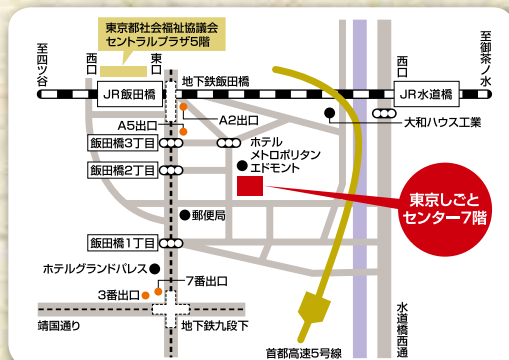 東京都社会福祉協議会
セントラルプラザ5階
至四ツ谷
西口
東口
地下鉄飯田橋
西口
至御茶ノ水
JR飯田橋
JR水道橋
A2出口
A5出口
大和ハウス工業
飯田橋3丁目
ホテル
メトロポリタン
エドモント
飯田橋2丁目
東京しごと
センター7階
郵便局
飯田橋1丁目
ホテルグランドパレス
7番出口
3番出口
靖国通り
地下鉄九段下
水道橋西通
首都高速5号線